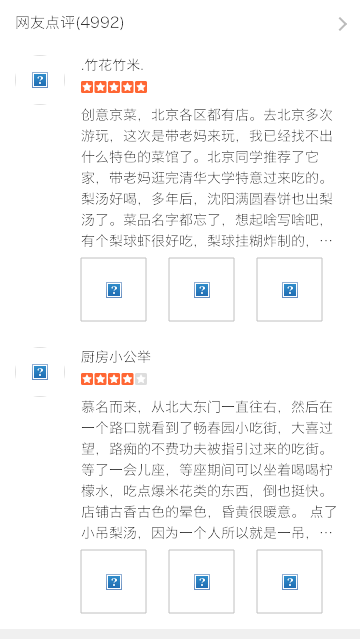 网友点评(4992)
.竹花竹米.
创意京菜，北京各区都有店。去北京多次
游玩，这次是带老妈来玩，我已经找不出
什么特色的菜馆了。北京同学推荐了它
家，带老妈逛完清华大学特意过来吃的。
梨汤好喝，多年后，沈阳满圆春饼也出梨
汤了。菜品名字都忘了，想起啥写啥吧，
有个梨球虾很好吃，梨球挂糊炸制的，…
厨房小公举
慕名而来，从北大东门一直往右，然后在
一个路口就看到了畅春园小吃街，大喜过
望，路痴的不费功夫被指引过来的吃街。
等了一会儿座，等座期间可以坐着喝喝柠
檬水，吃点爆米花类的东西，倒也挺快。
店铺古香古色的晕色，昏黄很暖意。 点了
小吊梨汤，因为一个人所以就是一吊，…